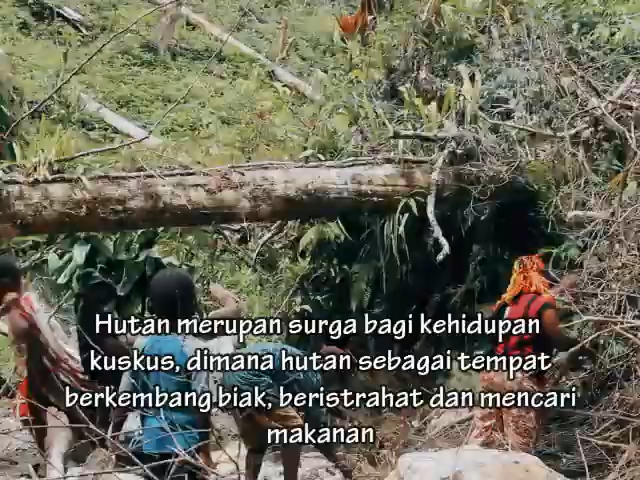 Hutan merupan surga bagi kehidupan
kuskus, dimana hutan sebagai tempat
berkembang biak, beristrahat dan mencari
makanan